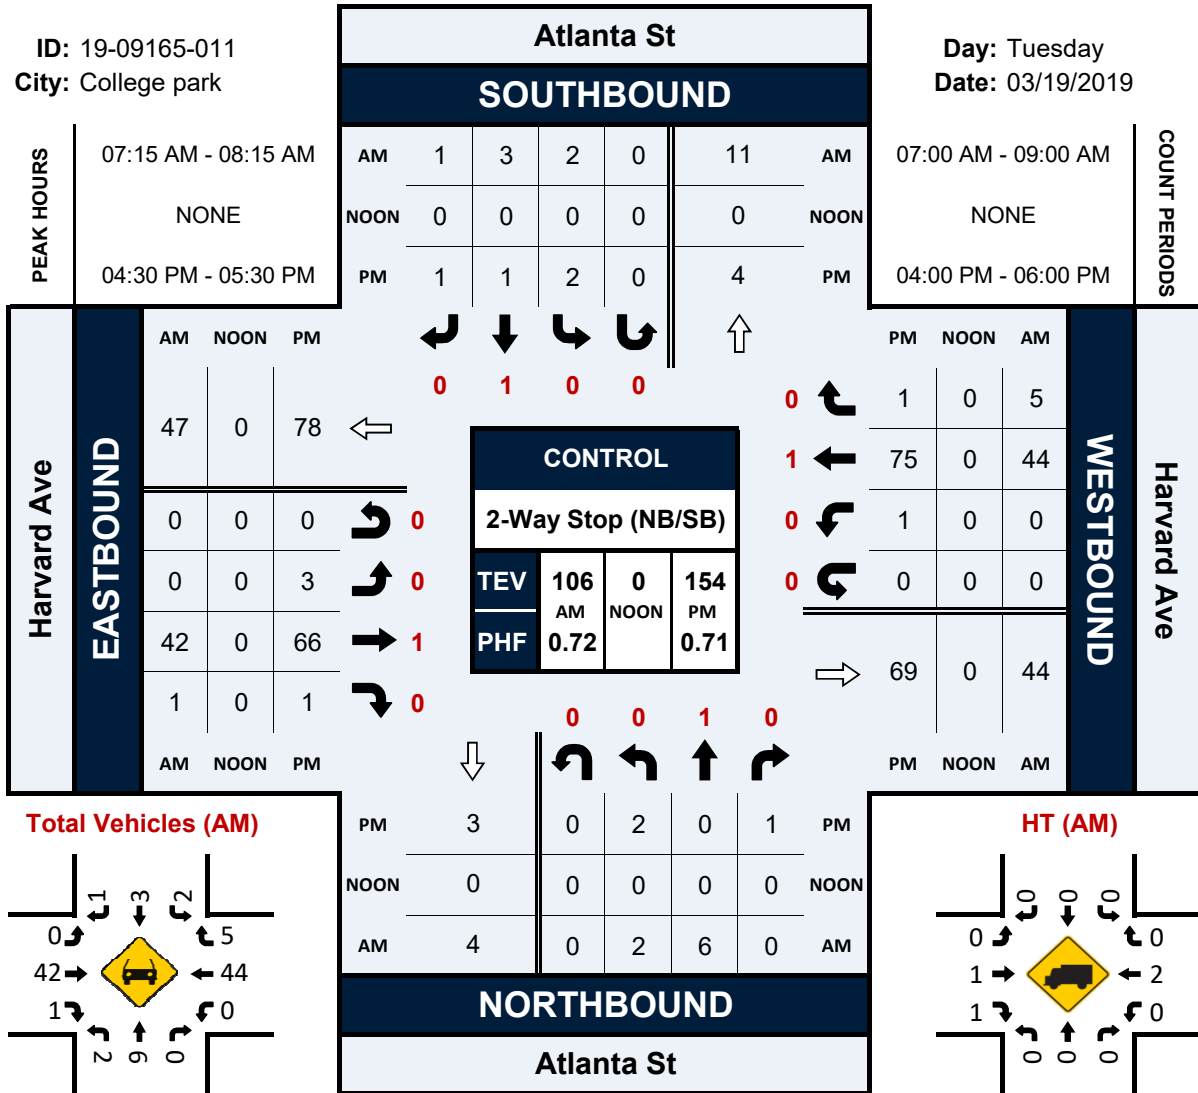 Atlanta St
ID: 19-09165-011
City: College park
Day: Tuesday
Date: 03/19/2019
SOUTHBOUND
PEAK HOURS
07:15 AM - 08:15 AM
NONE
04:30 PM - 05:30 PM
AM 1 3 2 0 11 AM
NOON 0 0 0 0 0 NOON
PM 1 1 2 0 4 PM
07:00 AM - 09:00 AM
NONE
04:00 PM - 06:00 PM
COUNT PERIODS
0 1 0 0
Harvard Ave
EASTBOUND
AM NOON PM
47 0 78
0 0 0 0
0 0 3 0
42 0 66 1
1 0 1 0
AM NOON PM
CONTROL
2-Way Stop (NB/SB)
TEV 106 0 154
AM NOON PM
PHF 0.72 0.71
PM NOON AM
0 1 0 5
1 75 0 44
0 1 0 0
0 0 0 0
69 0 44
PM NOON AM
WESTBOUND
Harvard Ave
0 0 1 0
PM 3 0 2 0 1 PM
NOON 0 0 0 0 0 NOON
AM 4 0 2 6 0 AM
NORTHBOUND
Atlanta St
Total Vehicles (AM)
1 3 2
0 5
42 44
1 0
2 6 0
HT (AM)
0 0 0
0 0
1 2
1 0
0 0 0